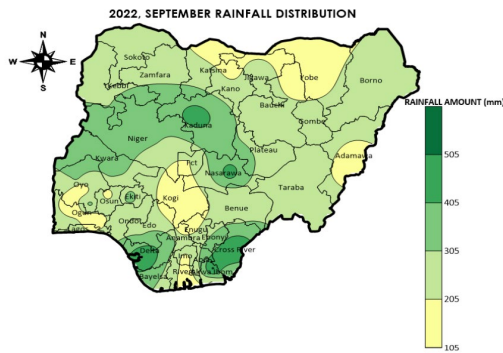 2022, SEPTEMBER RAINFALL DISTRIBUTION
N
W E
S
Sokoto
Zamfara
Katsina
Kano
Jigawa
Yobe
Borno
Bauchi
Gombe
Kaduna
Niger
Plateau
Adamawa
Kwara
Fct
Nasarawa
Taraba
Oyo
Osun
Ekiti
Kogi
Benue
Ogun
Ondo
Edo
Lagos
Enugu
Anambra
Ebonyi
Cross River
Delta
Imo
Abia
Bayelsa
Rivers
Akwa Ibom
RAINFALL AMOUNT (mm)
505
405
305
205
105